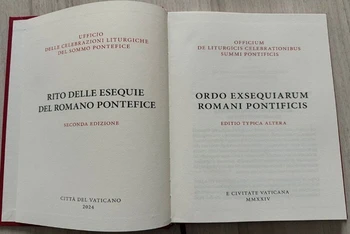 UFFICIO
DELLE CELEBRAZIONI LITURGICHE
DEL SOMMO PONTEFICE
RITO DELLE ESEQUIE
DEL ROMANO PONTEFICE
SECONDA EDIZIONE
CITTÀ DEL VATICANO
2024
OFFICIUM
DE LITURGICIS CELEBRATIONIBUS
SUMMI PONTIFICIS
ORDO EXSEQUIARUM
ROMANI PONTIFICIS
EDITIO TYPICA ALTERA
E CIVITATE VATICANA
MMXXIV